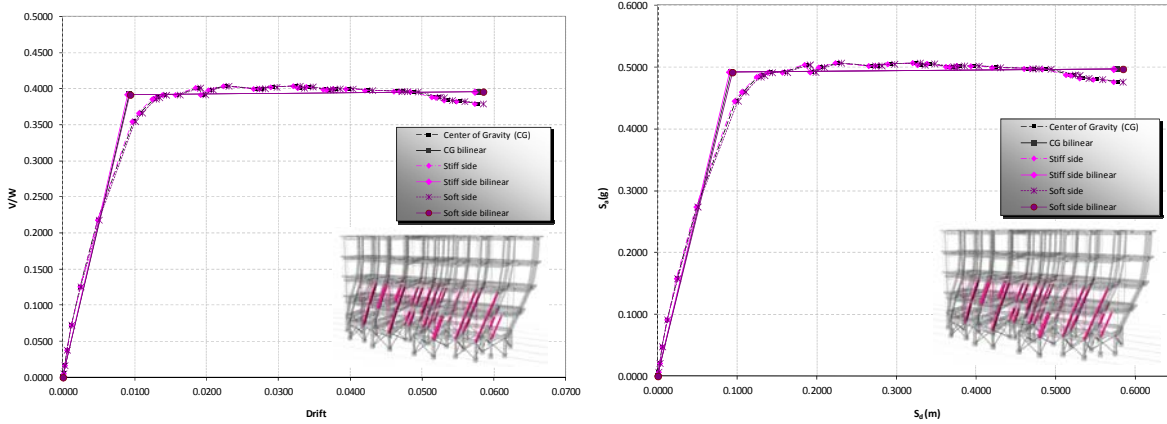 0.5000
0.4500
0.4000
0.3500
0.3000
0.2500
0.2000
0.1500
0.1000
0.0500
0.0000
V/W
0.0000 0.0100 0.0200 0.0300 0.0400 0.0500 0.0600 0.0700
Drift
Center of Gravity (CG)
CG bilinear
Stiff side
Stiff side bilinear
Soft side
Soft side bilinear
0.6000
0.5000
0.4000
0.3000
0.2000
0.1000
0.0000
Sa(g)
0.0000 0.1000 0.2000 0.3000 0.4000 0.5000 0.6000
Sd (m)
Center of Gravity (CG)
CG bilinear
Stiff side
Stiff side bilinear
Soft side
Soft side bilinear